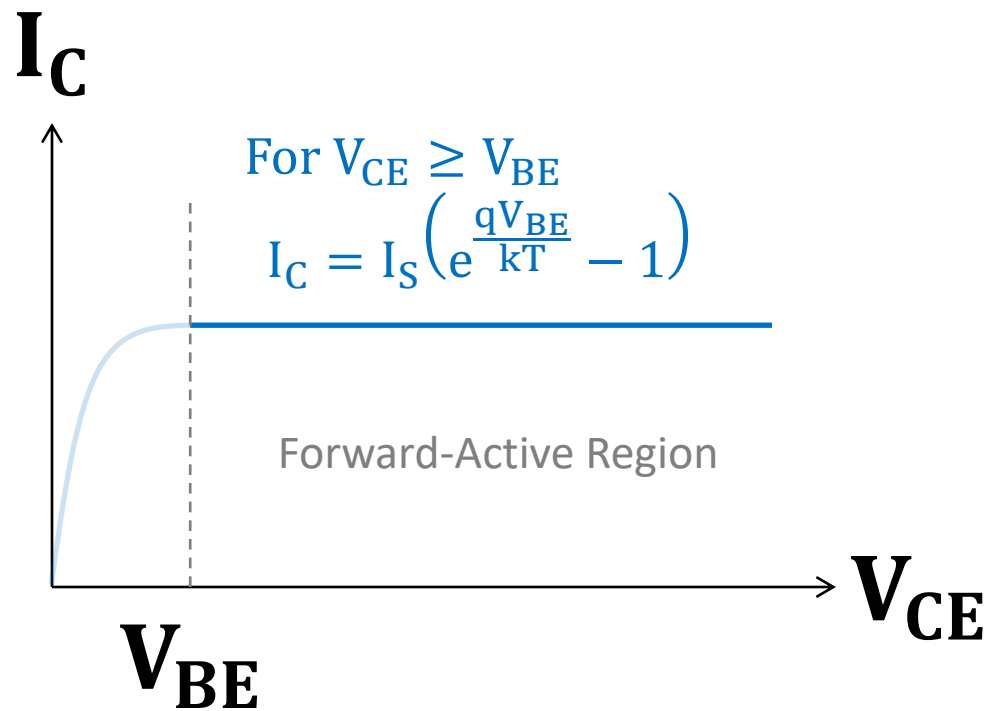 I_C
For V_CE ≥ V_BE
I_C = I_S(e^(qV_BE/kT) − 1)
Forward-Active Region
V_CE
V_BE